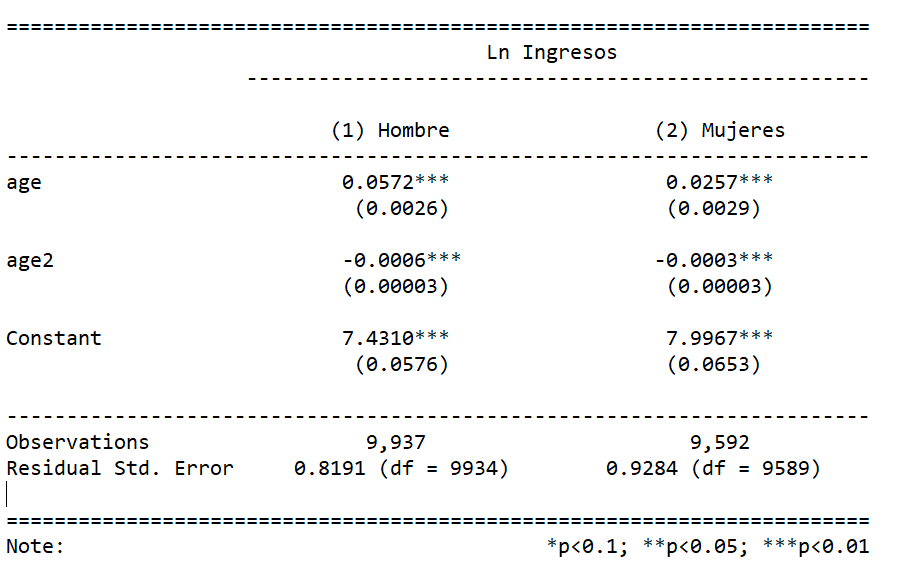 Ln Ingresos
(1) Hombre (2) Mujeres
age 0.0572*** 0.0257***
(0.0026) (0.0029)
age2 -0.0006*** -0.0003***
(0.00003) (0.00003)
Constant 7.4310*** 7.9967***
(0.0576) (0.0653)
Observations 9,937 9,592
Residual Std. Error 0.8191 (df = 9934) 0.9284 (df = 9589)
Note: *p<0.1; **p<0.05; ***p<0.01